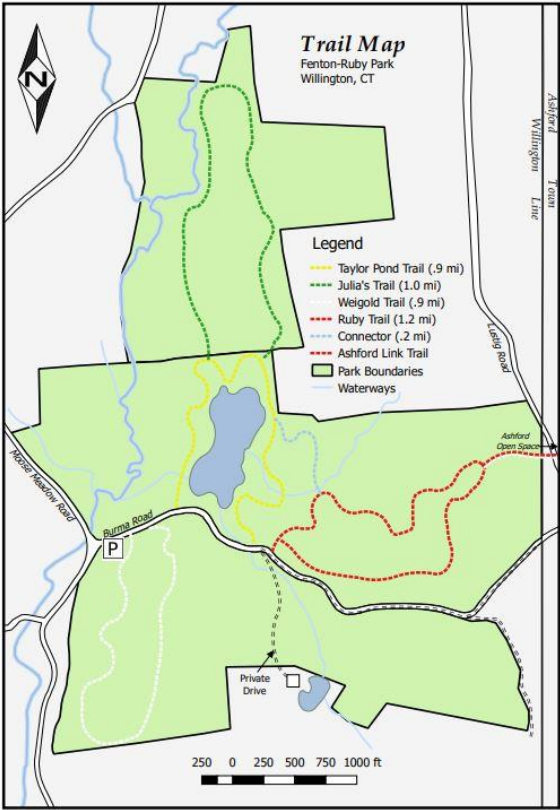 N
Trail Map
Fenton-Ruby Park
Willington, CT
Ashford Town
Willington Line
Legend
Taylor Pond Trail (.9 mi)
Julia's Trail (1.0 mi)
Weigold Trail (.9 mi)
Ruby Trail (1.2 mi)
Connector (.2 mi)
Ashford Link Trail
Park Boundaries
Waterways
Lustig Road
Ashford
Open Space
Moose Meadow Road
Burma Road
P
Private
Drive
250 0 250 500 750 1000 ft